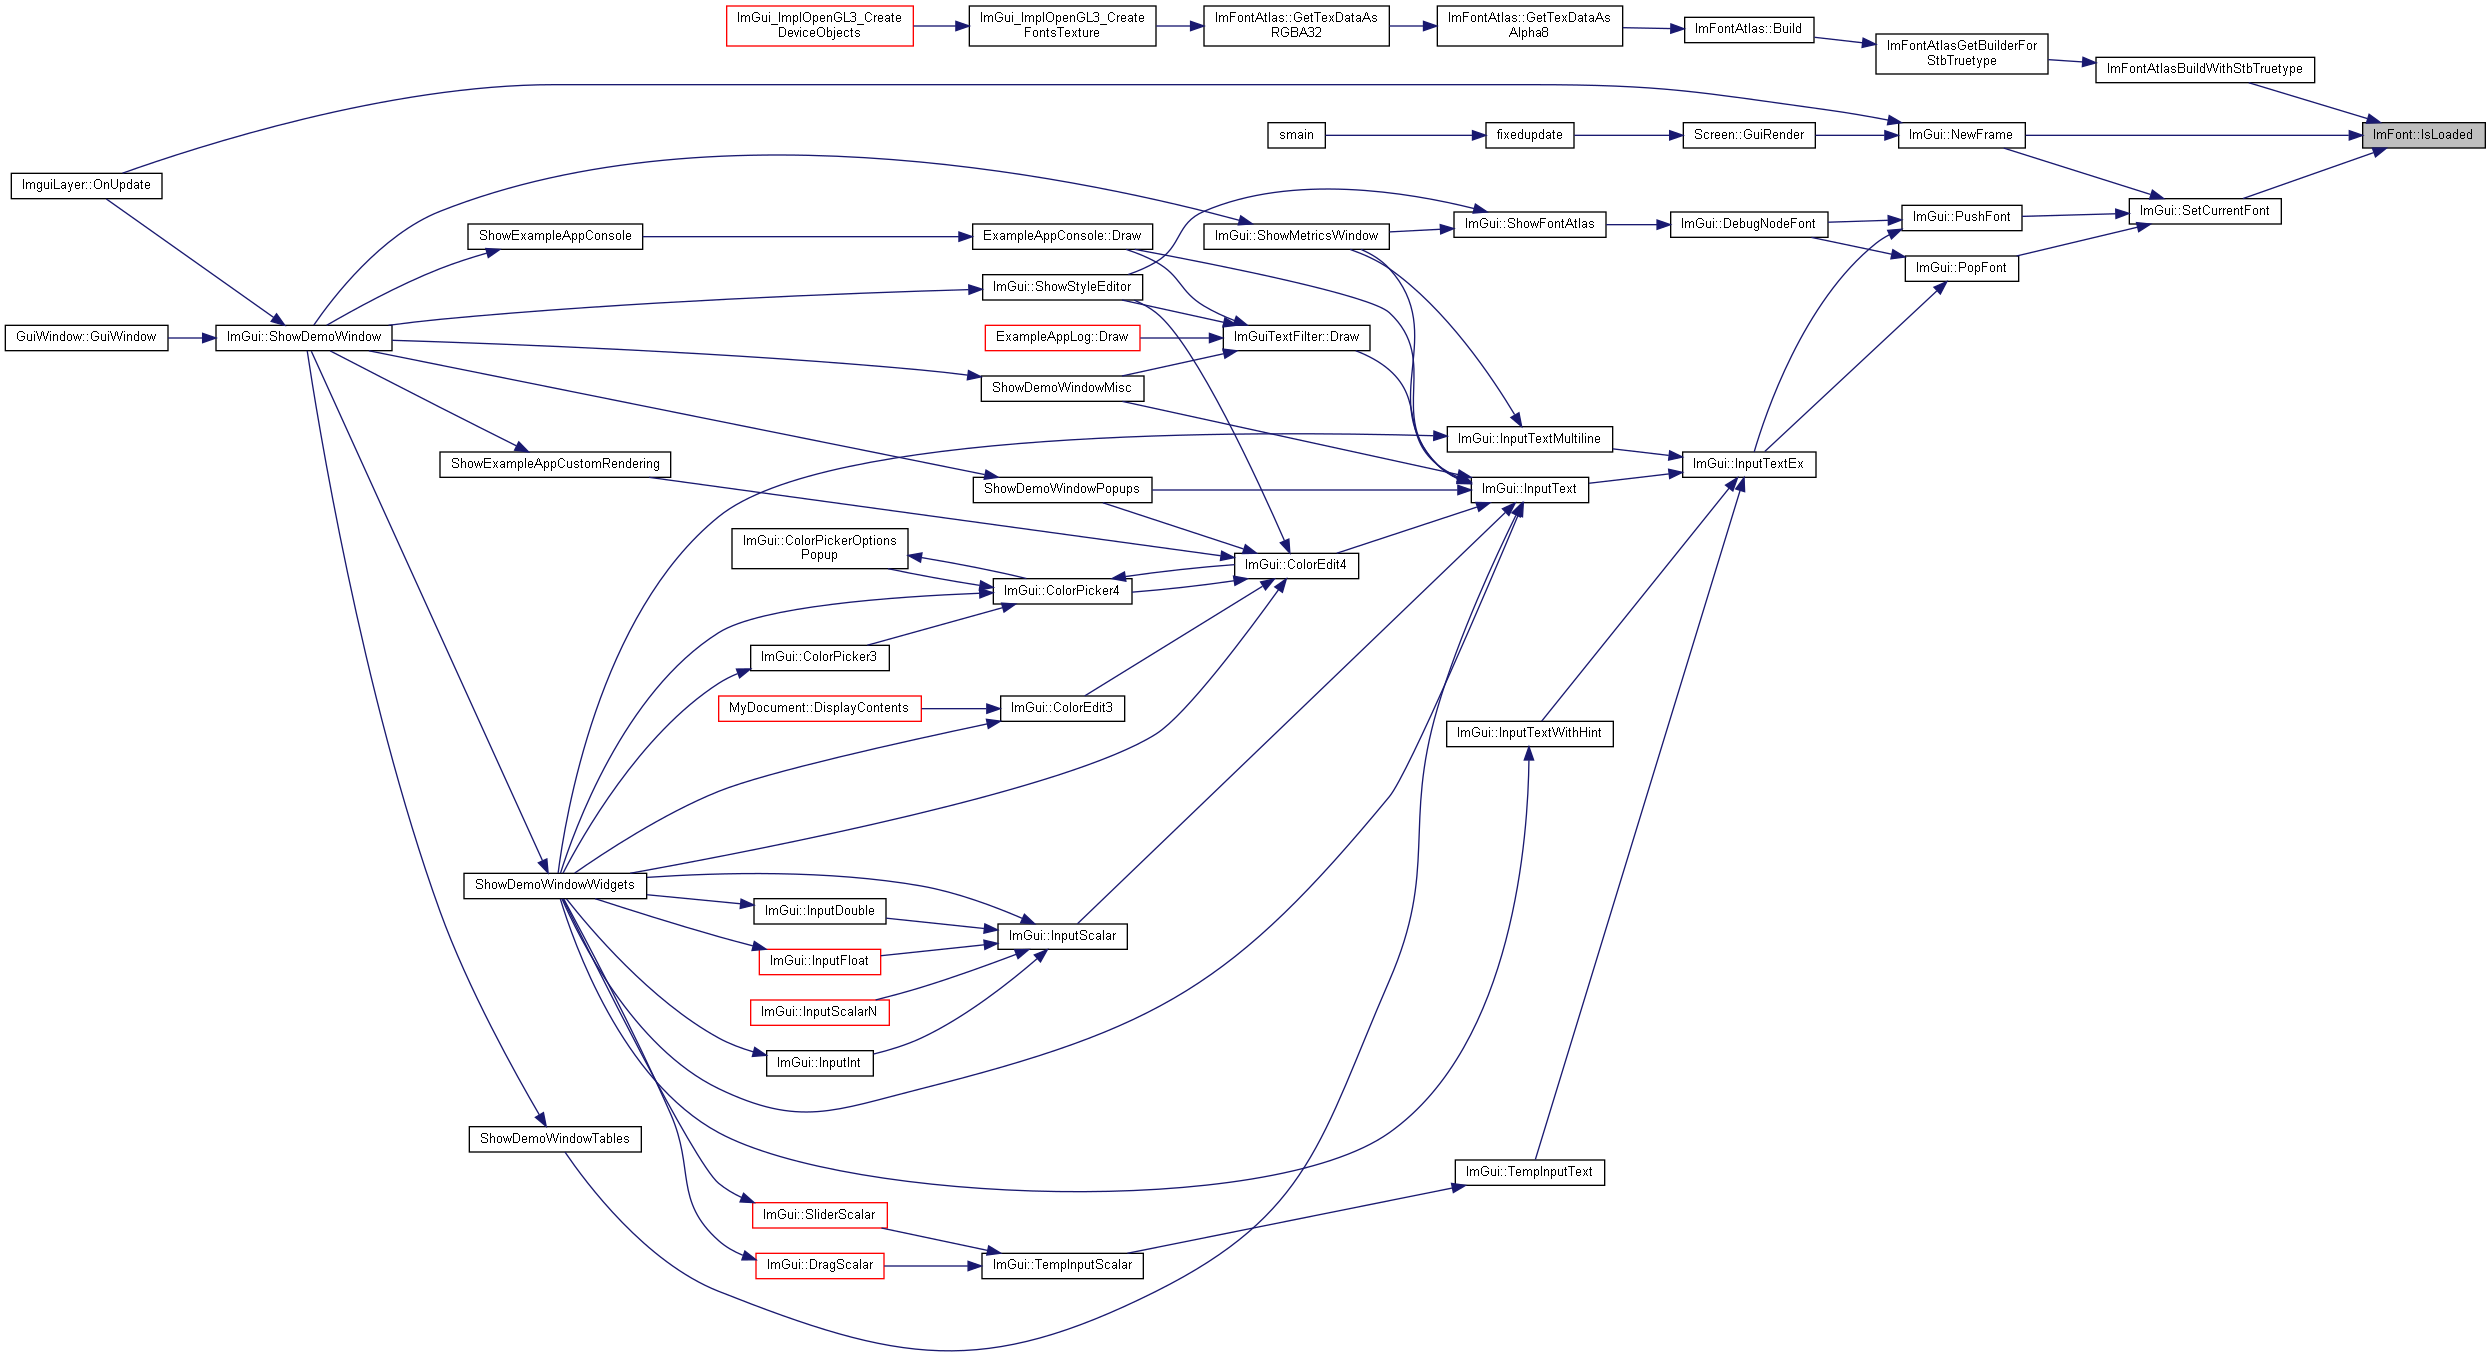 ImGui_ImplOpenGL3_Create
DeviceObjects
ImGui_ImplOpenGL3_Create
FontsTexture
ImFontAtlas::GetTexDataAs
RGBA32
ImFontAtlas::GetTexDataAs
Alpha8
ImFontAtlas::Build
ImFontAtlasGetBuilderFor
StbTruetype
ImFontAtlasBuildWithStbTruetype
smain
fixedupdate
Screen::GuiRender
ImGui::NewFrame
ImFont::IsLoaded
ImguiLayer::OnUpdate
ShowExampleAppConsole
ExampleAppConsole::Draw
ImGui::ShowMetricsWindow
ImGui::ShowFontAtlas
ImGui::DebugNodeFont
ImGui::PushFont
ImGui::SetCurrentFont
ImGui::PopFont
ImGui::ShowStyleEditor
GuiWindow::GuiWindow
ImGui::ShowDemoWindow
ExampleAppLog::Draw
ImGuiTextFilter::Draw
ShowDemoWindowMisc
ImGui::InputTextMultiline
ShowExampleAppCustomRendering
ImGui::InputTextEx
ShowDemoWindowPopups
ImGui::InputText
ImGui::ColorPickerOptions
Popup
ImGui::ColorEdit4
ImGui::ColorPicker4
ImGui::ColorPicker3
MyDocument::DisplayContents
ImGui::ColorEdit3
ImGui::InputTextWithHint
ShowDemoWindowWidgets
ImGui::InputDouble
ImGui::InputScalar
ImGui::InputFloat
ImGui::InputScalarN
ImGui::InputInt
ShowDemoWindowTables
ImGui::TempInputText
ImGui::SliderScalar
ImGui::DragScalar
ImGui::TempInputScalar